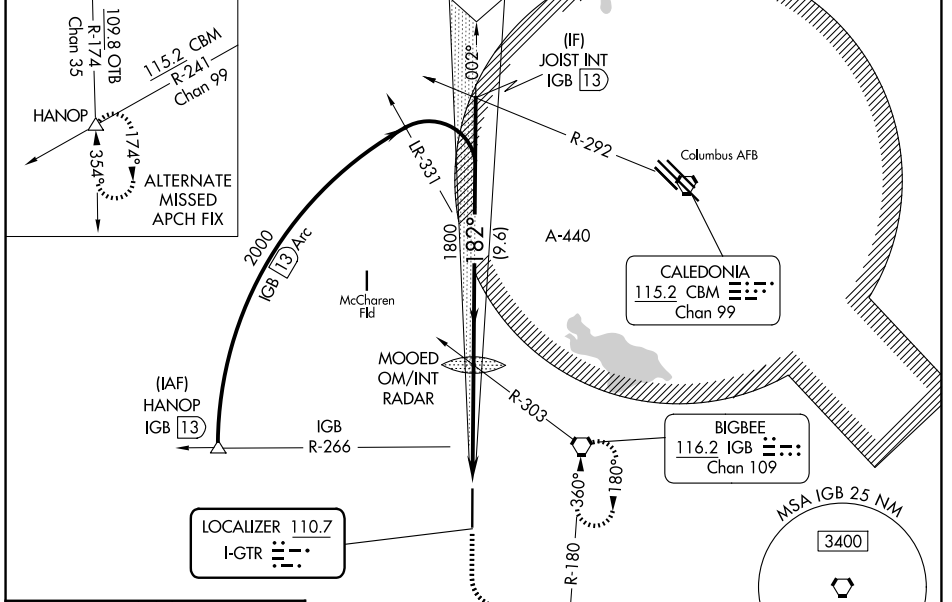 109.8 OTB
R-174
Chan 35
115.2 CBM
R-241
Chan 99
HANOP
174°
354°
ALTERNATE
MISSED
APCH FIX
002°
(IF)
JOIST INT
IGB 13
R-292
Columbus AFB
LR-331
2000
IGB 13 Arc
1800
182°
(9.6)
A-440
McCharen
Fld
CALEDONIA
115.2 CBM
Chan 99
MOOED
OM/INT
RADAR
R-303
(IAF)
HANOP
IGB 13
IGB
R-266
BIGBEE
116.2 IGB
Chan 109
360°
180°
R-180
LOCALIZER 110.7
I-GTR
MSA IGB 25 NM
3400